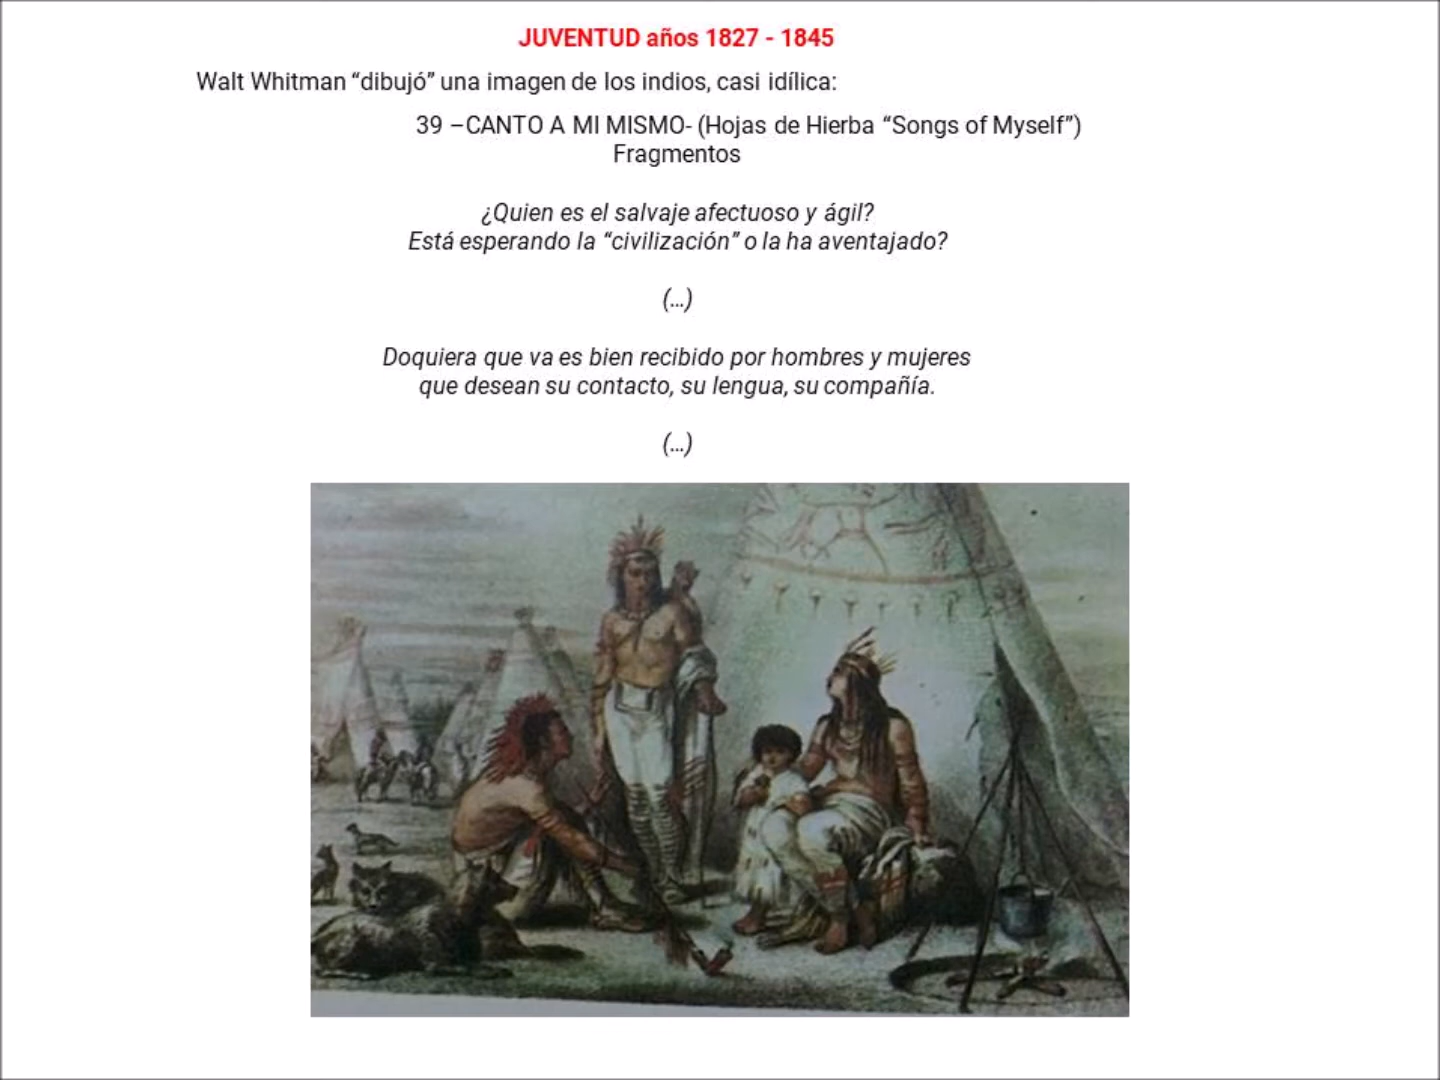 JUVENTUD años 1827 - 1845
Walt Whitman “dibujó” una imagen de los indios, casi idílica:
39 –CANTO A MI MISMO- (Hojas de Hierba “Songs of Myself”)
Fragmentos
¿Quien es el salvaje afectuoso y ágil?
Está esperando la “civilización” o la ha aventajado?
(…)
Doquiera que va es bien recibido por hombres y mujeres
que desean su contacto, su lengua, su compañía.
(…)